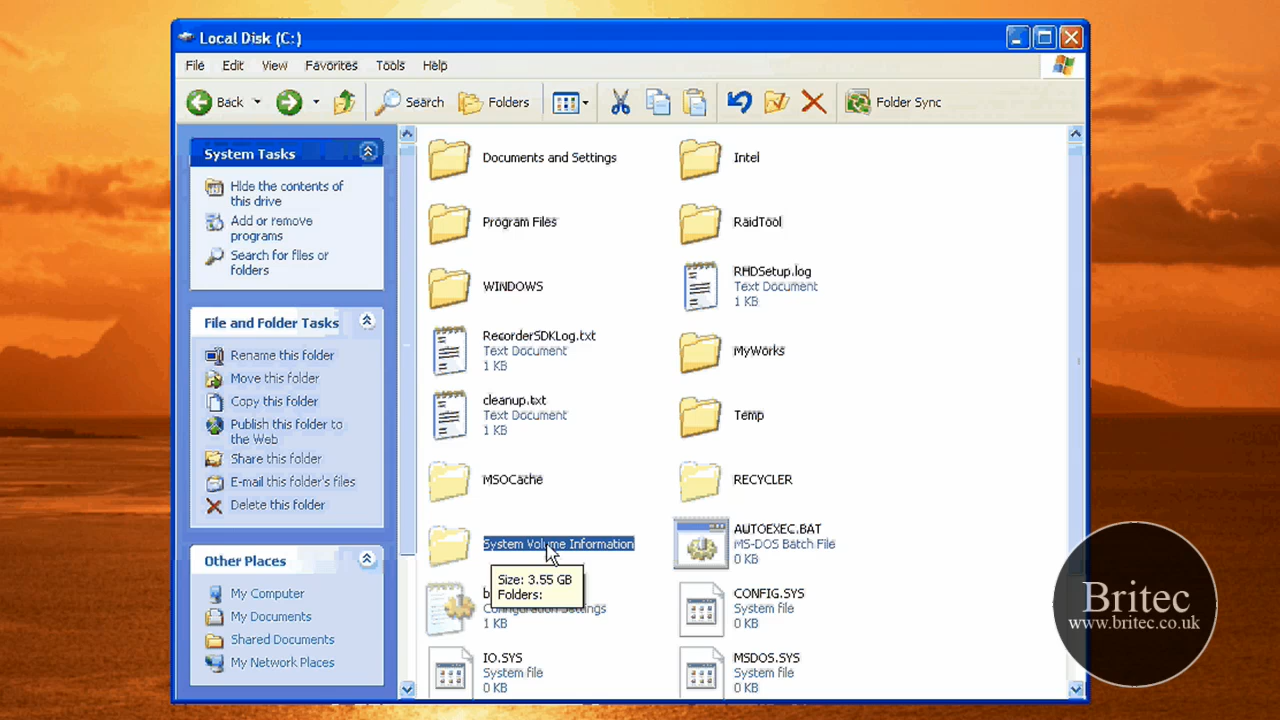 Local Disk (C:)
File Edit View Favorites Tools Help
Back Search Folders Folder Sync
System Tasks
Hide the contents of
this drive
Add or remove
programs
Search for files or
folders
File and Folder Tasks
Rename this folder
Move this folder
Copy this folder
Publish this folder to
the Web
Share this folder
E-mail this folder's files
Delete this folder
Other Places
My Computer
My Documents
Shared Documents
My Network Places
Documents and Settings
Intel
Program Files
RaidTool
WINDOWS
RHDSetup.log
Text Document
1 KB
RecorderSDKLog.txt
Text Document
1 KB
MyWorks
cleanup.txt
Text Document
1 KB
Temp
MSOCache
RECYCLER
System Volume Information
Size: 3.55 GB
Folders:
AUTOEXEC.BAT
MS-DOS Batch File
0 KB
b
Configuration Settings
1 KB
CONFIG.SYS
System file
0 KB
IO.SYS
System file
0 KB
MSDOS.SYS
System file
0 KB
Britec
www.britec.co.uk